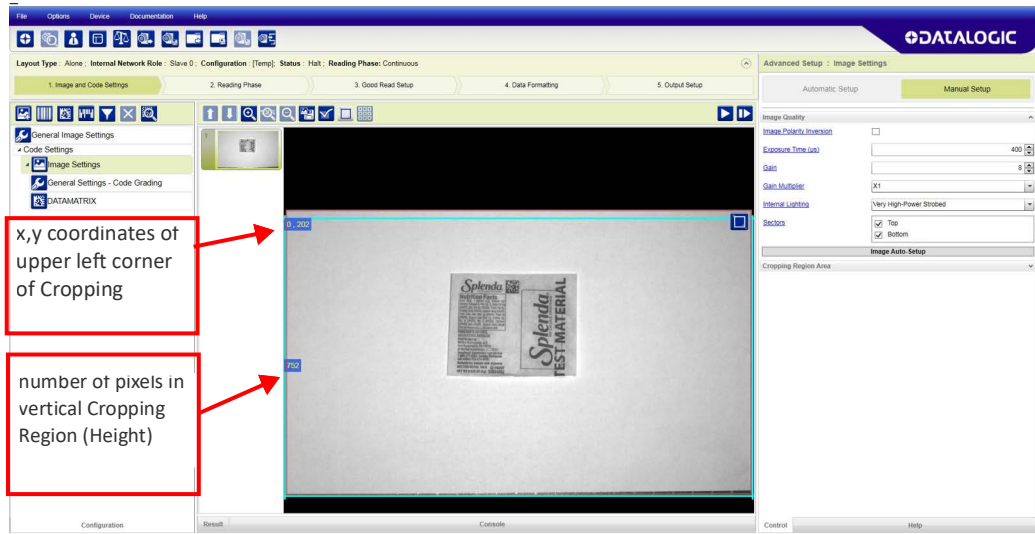 File Options Device Documentation Help
DATALOGIC
Layout Type : Alone ; Internal Network Role : Slave 0 ; Configuration : [Temp]; Status : Halt ; Reading Phase: Continuous
1. Image and Code Settings 2. Reading Phase 3. Good Read Setup 4. Data Formatting 5. Output Setup
General Image Settings
Code Settings
Image Settings
General Settings - Code Grading
DATAMATRIX
x,y coordinates of
upper left corner
of Cropping
number of pixels in
vertical Cropping
Region (Height)
Configuration
1
0 , 202
752
Splenda
Nutrition Facts
Splenda
TEST MATERIAL
Result Console
Advanced Setup : Image Settings
Automatic Setup Manual Setup
Image Quality
Image Polarity Inversion
Exposure Time (us) 400
Gain 8
Gain Multiplier X1
Internal Lighting Very High-Power Strobed
Sectors Top
Bottom
Image Auto-Setup
Cropping Region Area
Control Help